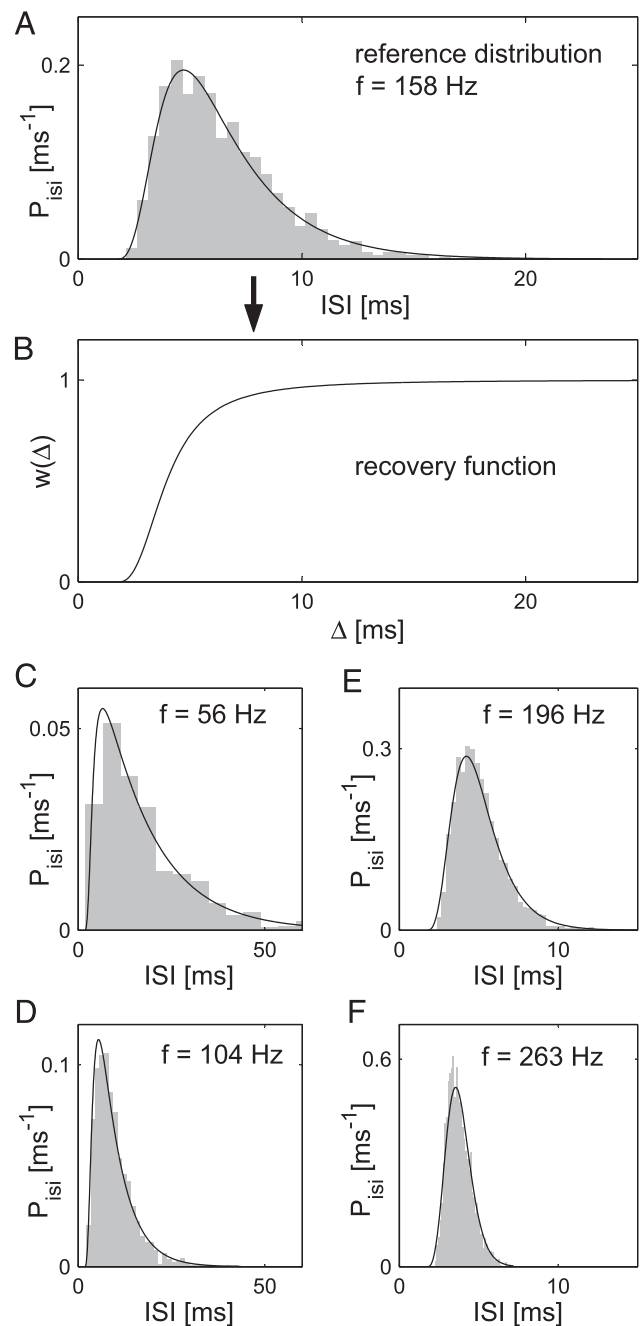 A
reference distribution
f = 158 Hz
0.2
0
P_isi [ms^-1]
0 10 20
ISI [ms]
B
1
0
w(Δ)
recovery function
0 10 20
Δ [ms]
C
f = 56 Hz
0.05
0
P_isi [ms^-1]
0 50
ISI [ms]
E
f = 196 Hz
0.3
0
P_isi [ms^-1]
0 10
ISI [ms]
D
f = 104 Hz
0.1
0
P_isi [ms^-1]
0 50
ISI [ms]
F
f = 263 Hz
0.6
0
P_isi [ms^-1]
0 10
ISI [ms]